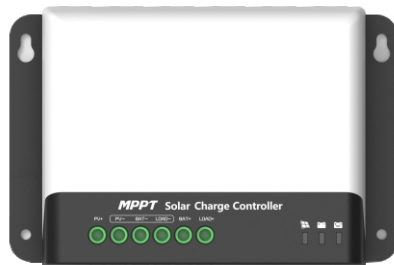 MPPT Solar Charge Controller
PV+ PV− BAT− LOAD− BAT+ LOAD+